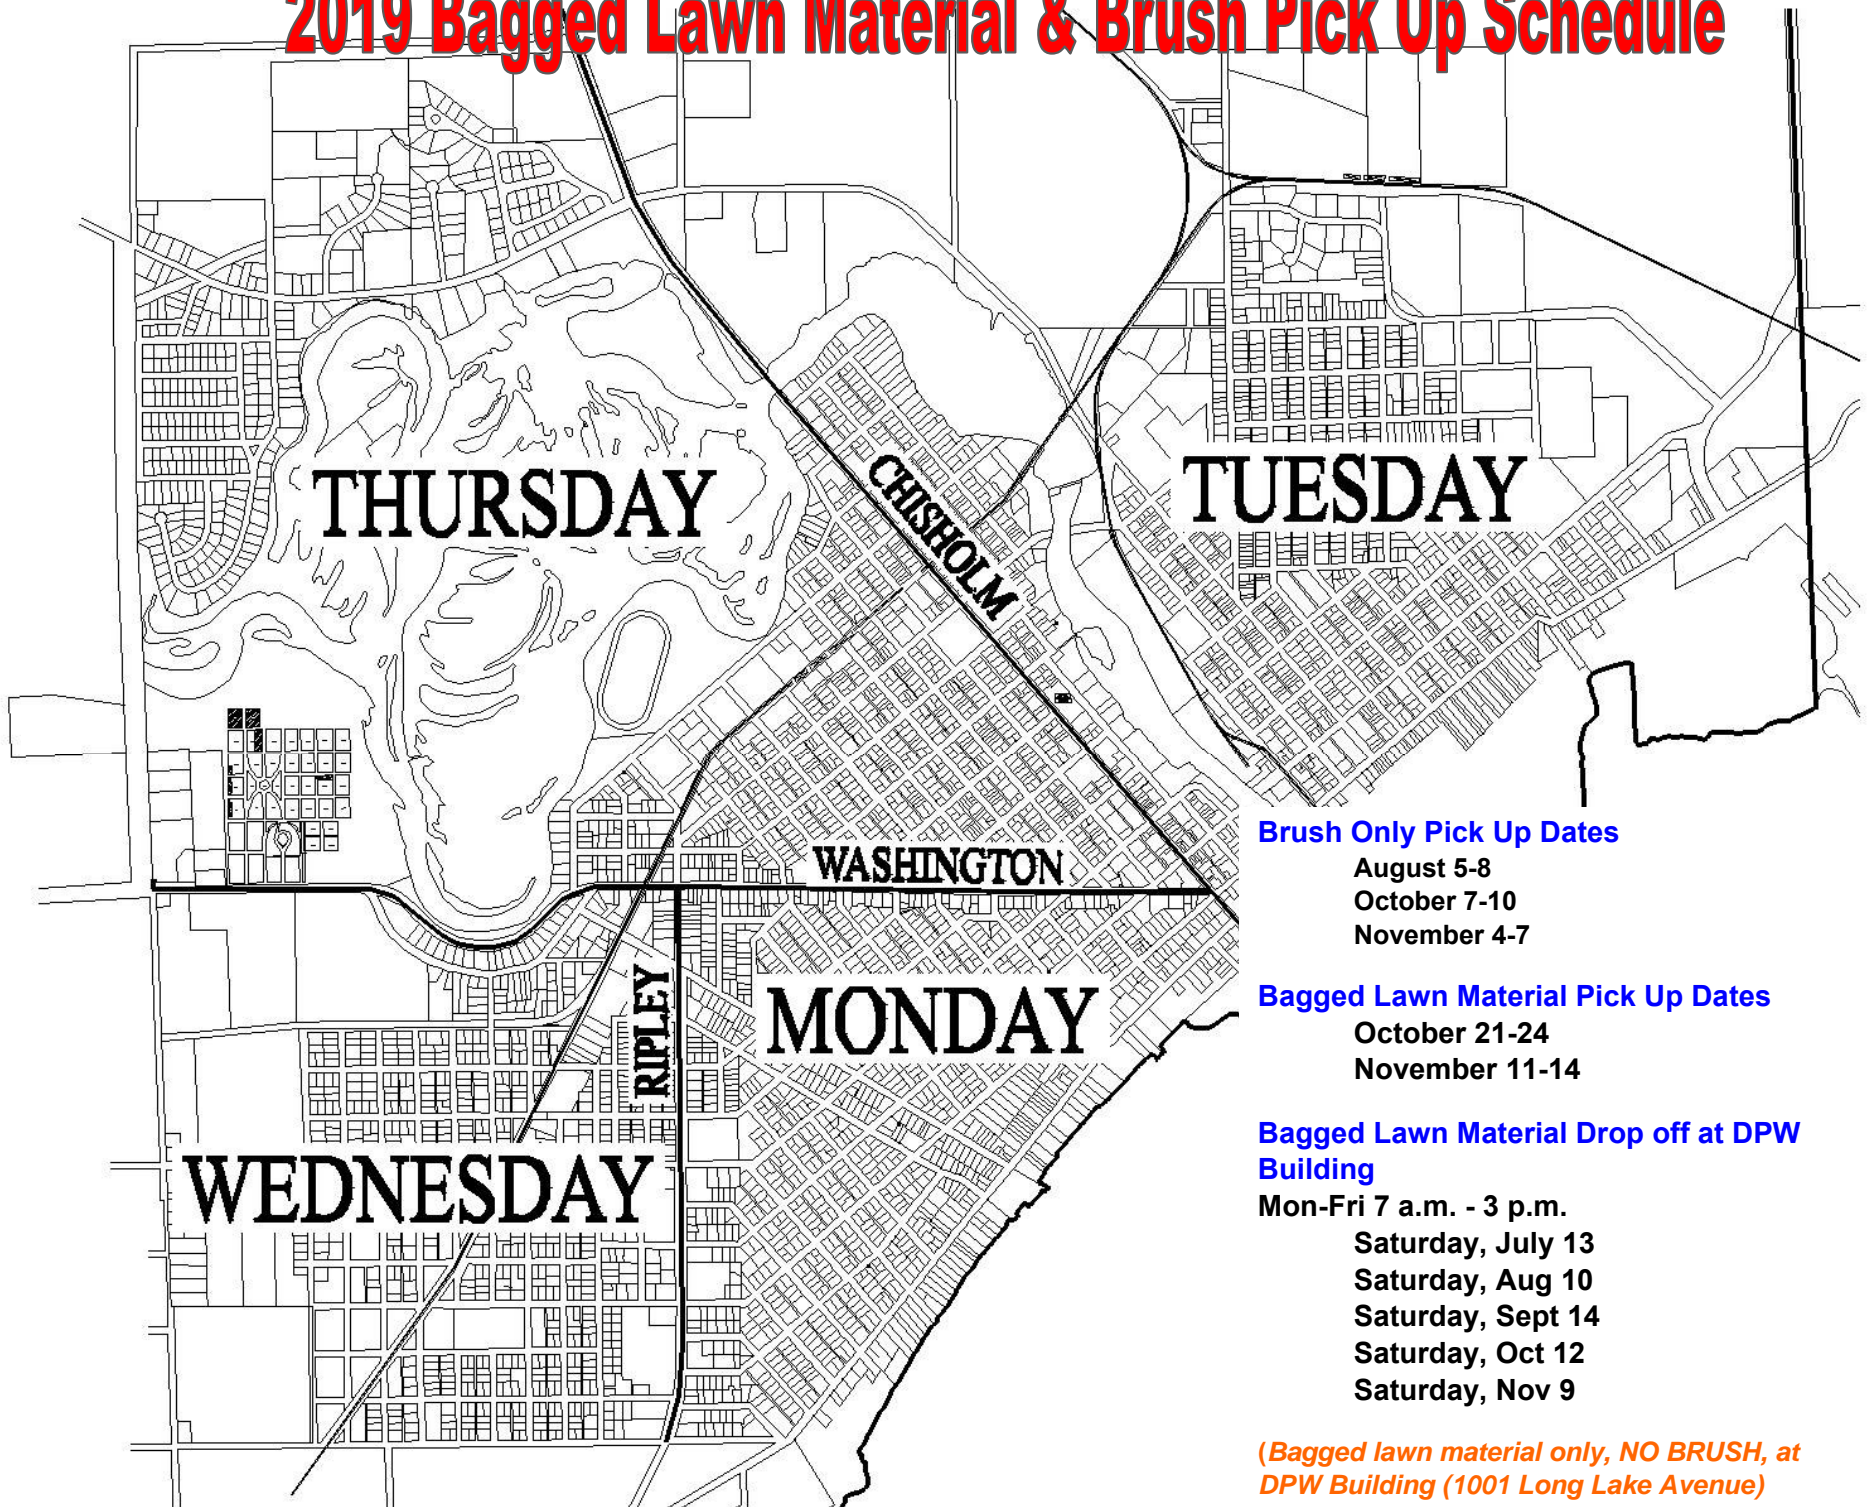 2019 Bagged Lawn Material & Brush Pick Up Schedule
THURSDAY
CHISHOLM
TUESDAY
WASHINGTON
RIPLEY
MONDAY
WEDNESDAY
Brush Only Pick Up Dates
August 5-8
October 7-10
November 4-7
Bagged Lawn Material Pick Up Dates
October 21-24
November 11-14
Bagged Lawn Material Drop off at DPW
Building
Mon-Fri 7 a.m. - 3 p.m.
Saturday, July 13
Saturday, Aug 10
Saturday, Sept 14
Saturday, Oct 12
Saturday, Nov 9
(Bagged lawn material only, NO BRUSH, at
DPW Building (1001 Long Lake Avenue)